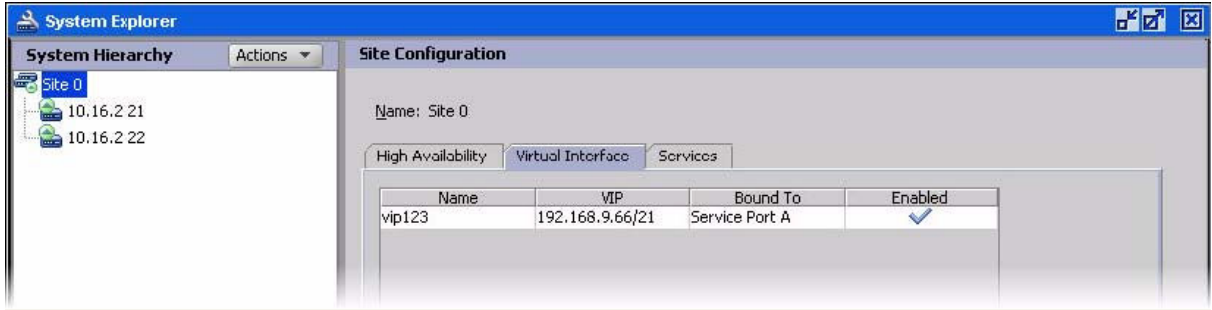 System Explorer
System Hierarchy
Actions
Site 0
10.16.2 21
10.16.2 22
Site Configuration
Name: Site 0
High Availability
Virtual Interface
Services
Name VIP Bound To Enabled
vip123 192.168.9.66/21 Service Port A